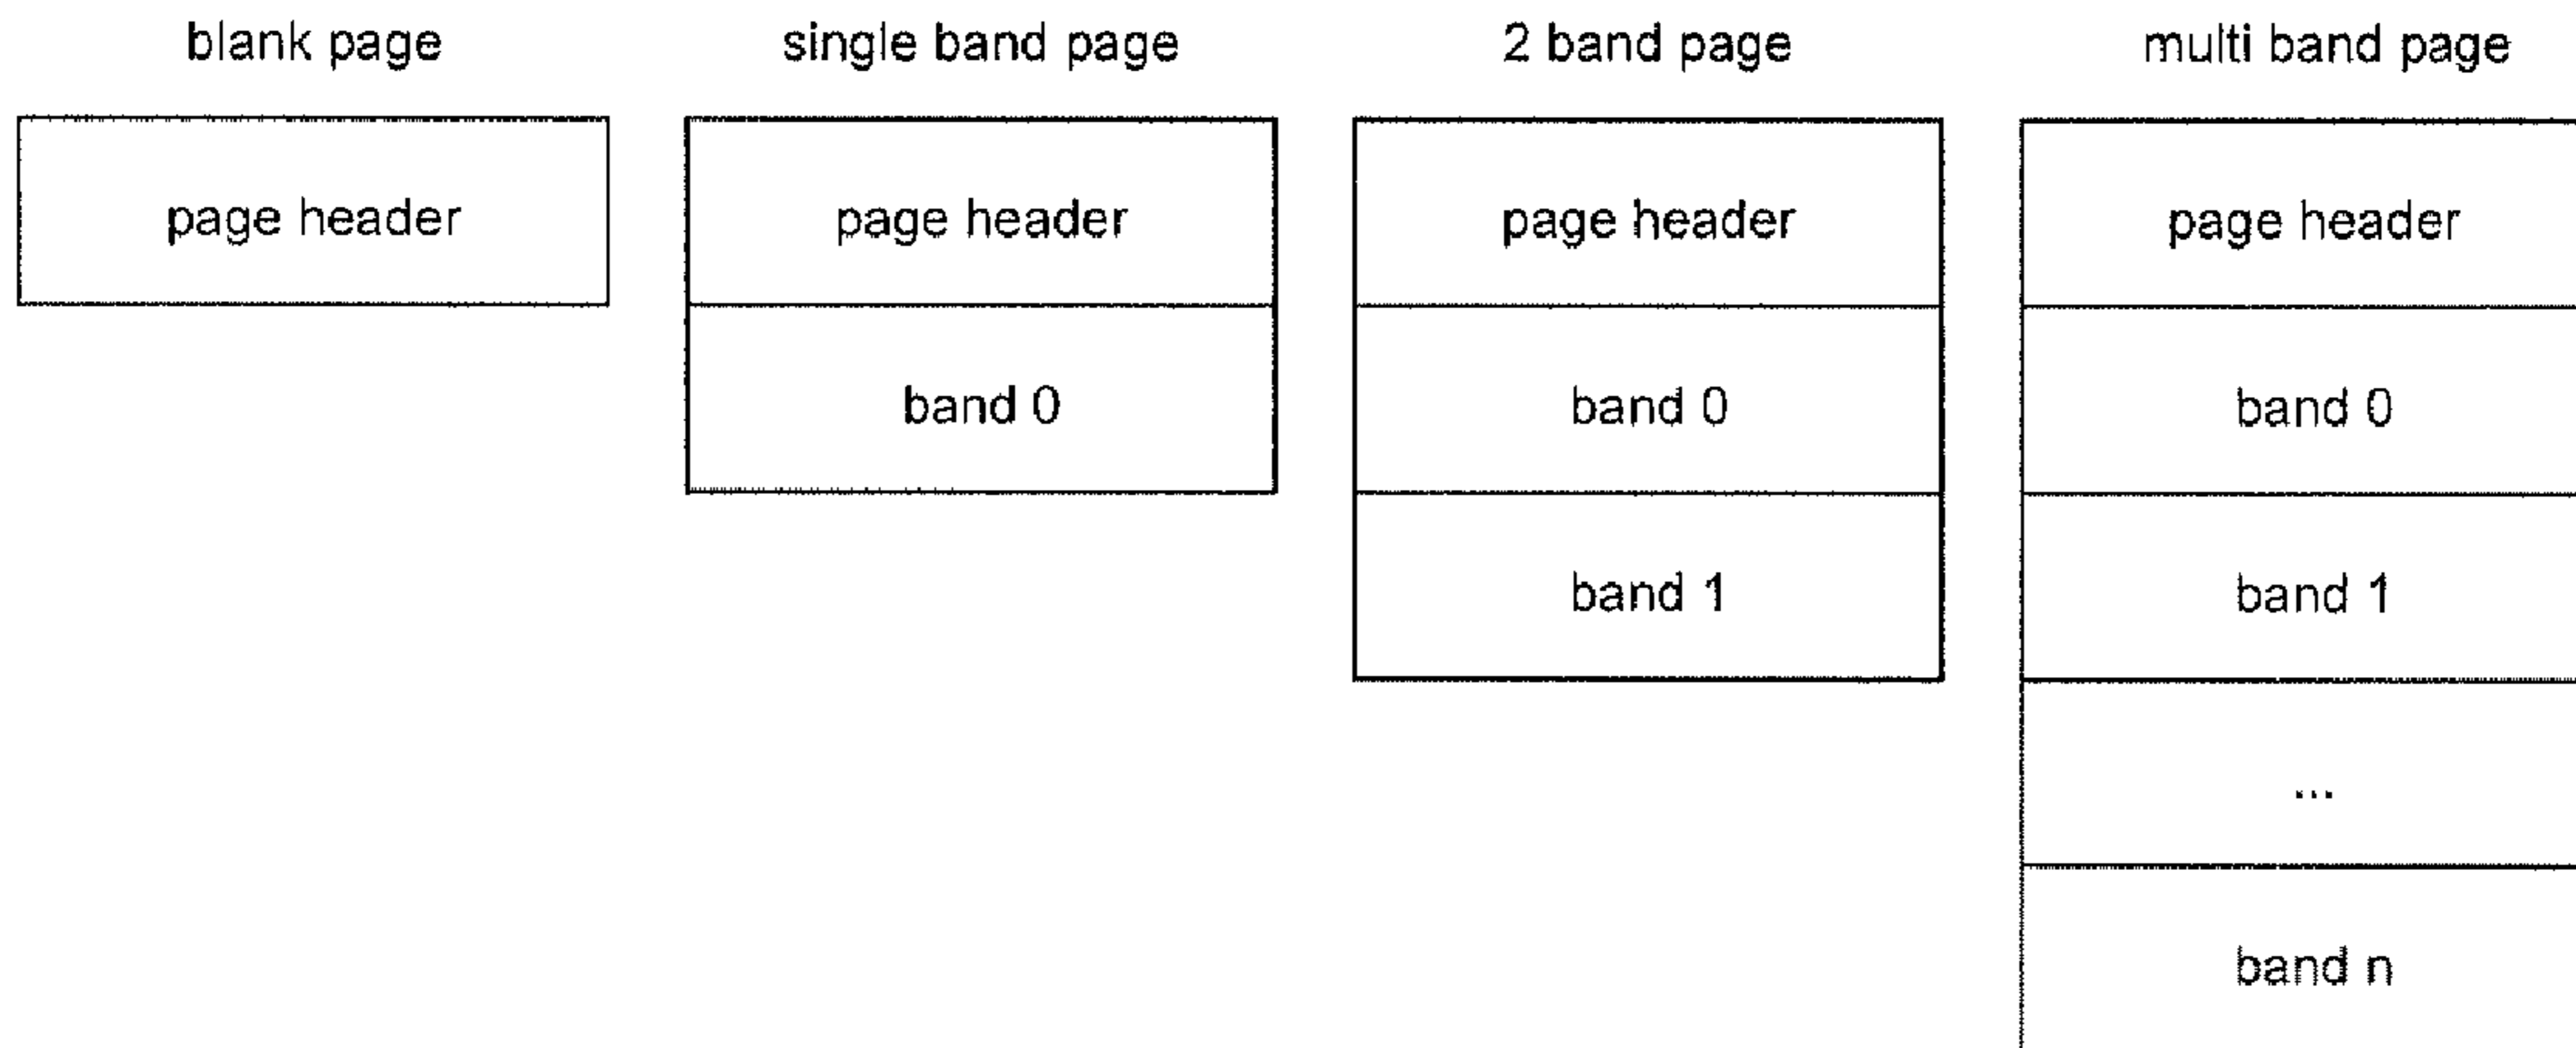 blank page
page header
single band page
page header
band 0
2 band page
page header
band 0
band 1
multi band page
page header
band 0
band 1
...
band n